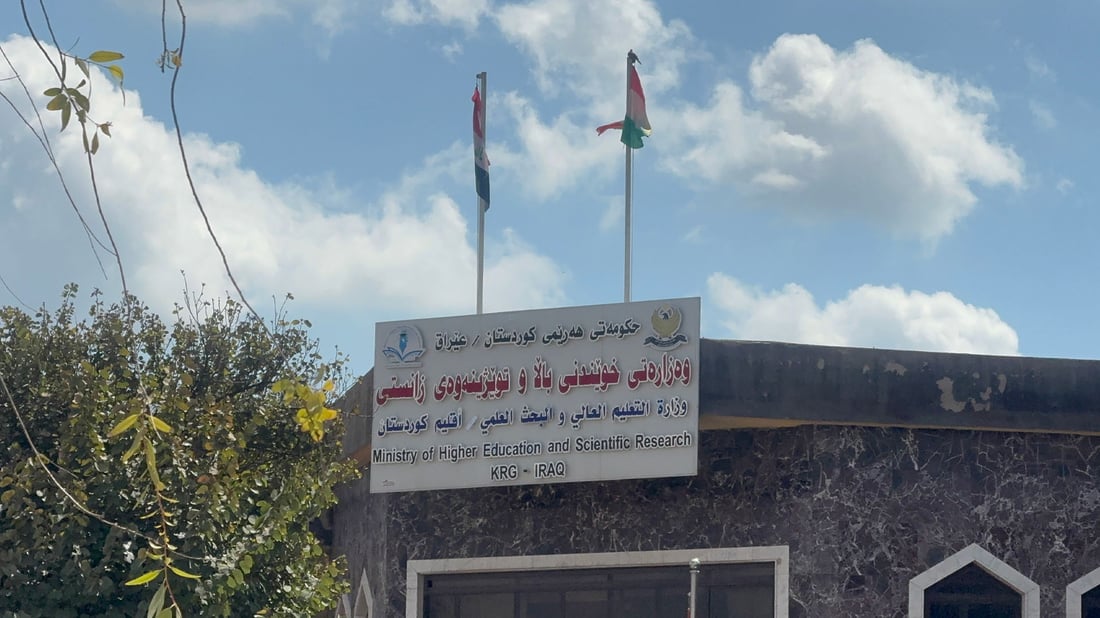 حکومەتی هەرێمی کوردستان / عێراق
وەزارەتی خوێندنی باڵا و توێژینەوەی زانستی
وزارة التعليم العالي و البحث العلمي / أقليم كوردستان
Ministry of Higher Education and Scientific Research
KRG - IRAQ